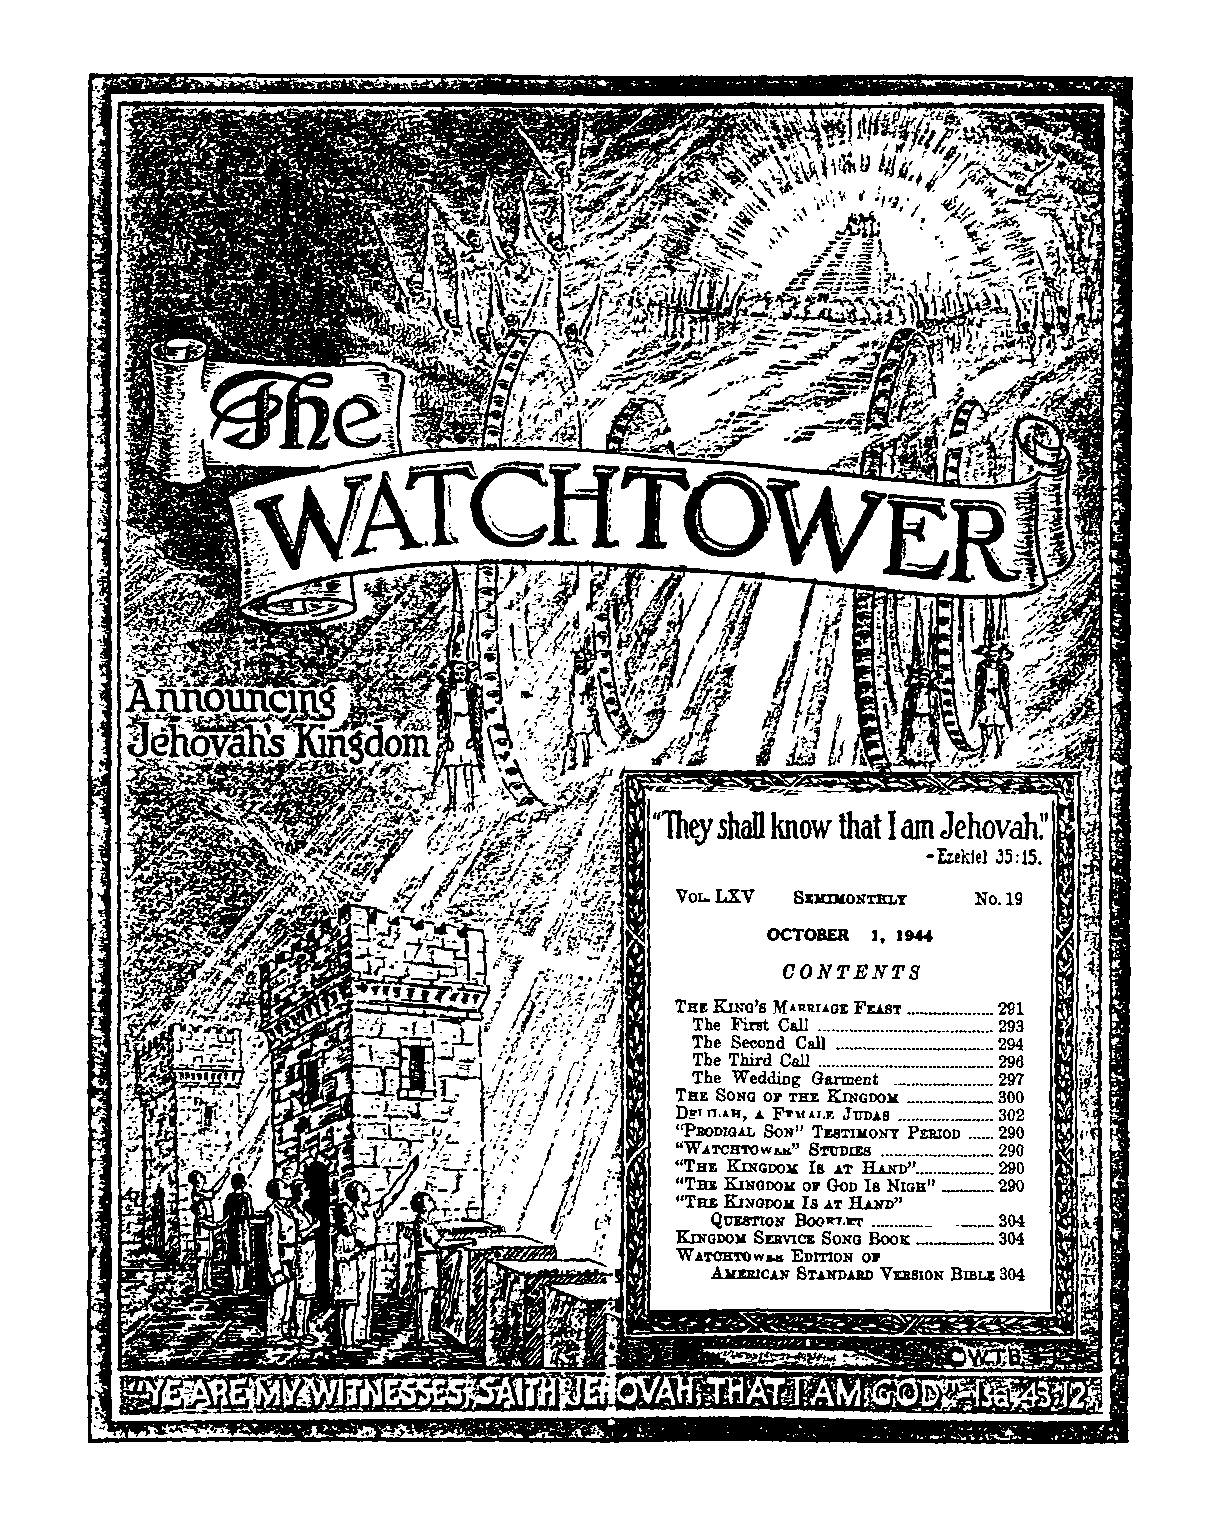 The
WATCHTOWER
Announcing
Jehovah's Kingdom
"They shall know that I am Jehovah."
-Ezekiel 35:15.
VOL. LXV SEMIMONTHLY No. 19
OCTOBER 1, 1944
CONTENTS
THE KING'S MARRIAGE FEAST 291
The First Call 293
The Second Call 294
The Third Call 296
The Wedding Garment 297
THE SONG OF THE KINGDOM 300
DELILAH, A FEMALE JUDAS 302
"PRODIGAL SON" TESTIMONY PERIOD 290
"WATCHTOWER" STUDIES 290
"THE KINGDOM IS AT HAND" 290
"THE KINGDOM OF GOD IS NIGH" 290
"THE KINGDOM IS AT HAND"
QUESTION BOOKLET 304
KINGDOM SERVICE SONG BOOK 304
WATCHTOWER EDITION OF
AMERICAN STANDARD VERSION BIBLE 304
©W.T.B.
"YE ARE MY WITNESSES, SAITH JEHOVAH, THAT I AM GOD."-Isa. 43:12